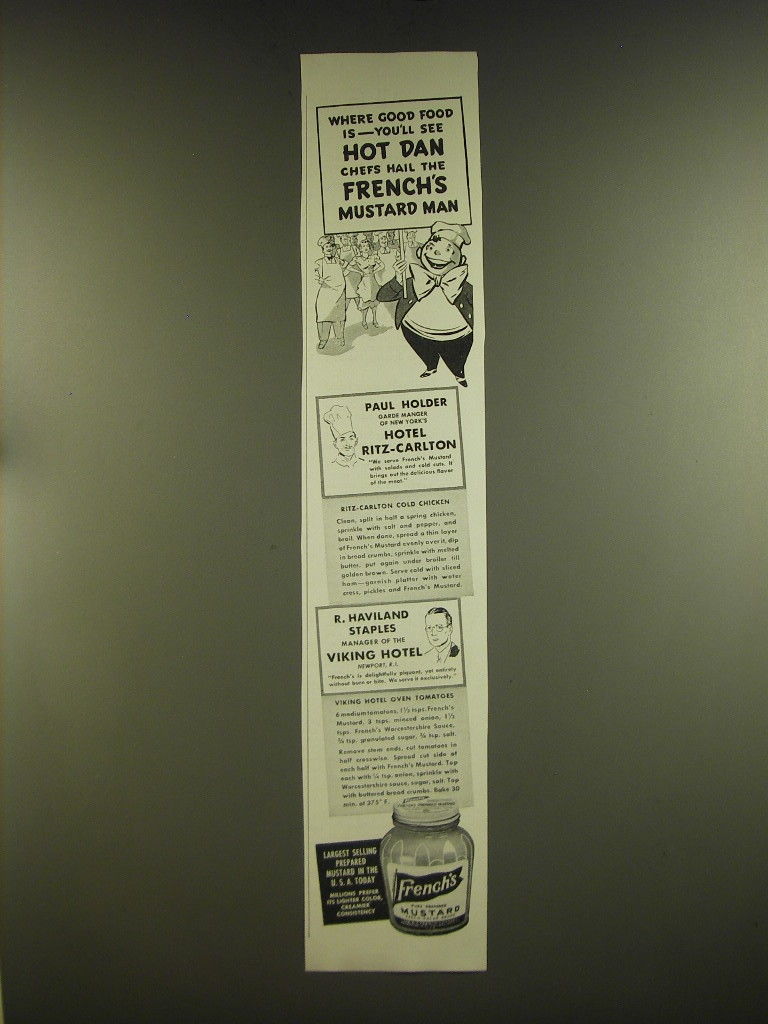 WHERE GOOD FOOD
IS—YOU'LL SEE
HOT DAN
CHEFS HAIL THE
FRENCH'S
MUSTARD MAN
PAUL HOLDER
GARDE MANGER
OF NEW YORK'S
HOTEL
RITZ-CARLTON
"We serve French's Mustard
with salads and cold cuts. It
brings out the delicious flavor
of the meat."
RITZ-CARLTON COLD CHICKEN
Clean, split in half a spring chicken,
sprinkle with salt and pepper, and
broil. When done, spread a thin layer
of French's Mustard evenly over it, dip
in bread crumbs, sprinkle with melted
butter, put again under broiler till
golden brown. Serve cold with sliced
ham—garnish platter with water
cress, pickles and French's Mustard.
R. HAVILAND
STAPLES
MANAGER OF THE
VIKING HOTEL
NEWPORT, R.I.
"French's is delightfully piquant, yet entirely
without burn or bite. We serve it exclusively."
VIKING HOTEL OVEN TOMATOES
6 medium tomatoes, 1½ tsps. French's
Mustard, 3 tsps. minced onion, 1½
tsps. French's Worcestershire Sauce,
¾ tsp. granulated sugar, ¾ tsp. salt.
Remove stem ends, cut tomatoes in
half crosswise. Spread cut side of
each half with French's Mustard. Top
each with ¼ tsp. onion, sprinkle with
Worcestershire sauce, sugar, salt. Top
with buttered bread crumbs. Bake 30
min. at 375° F.
LARGEST SELLING
PREPARED
MUSTARD IN THE
U. S. A. TODAY
MILLIONS PREFER
ITS LIGHTER COLOR,
CREAMIER
CONSISTENCY
French's
PURE PREPARED
MUSTARD